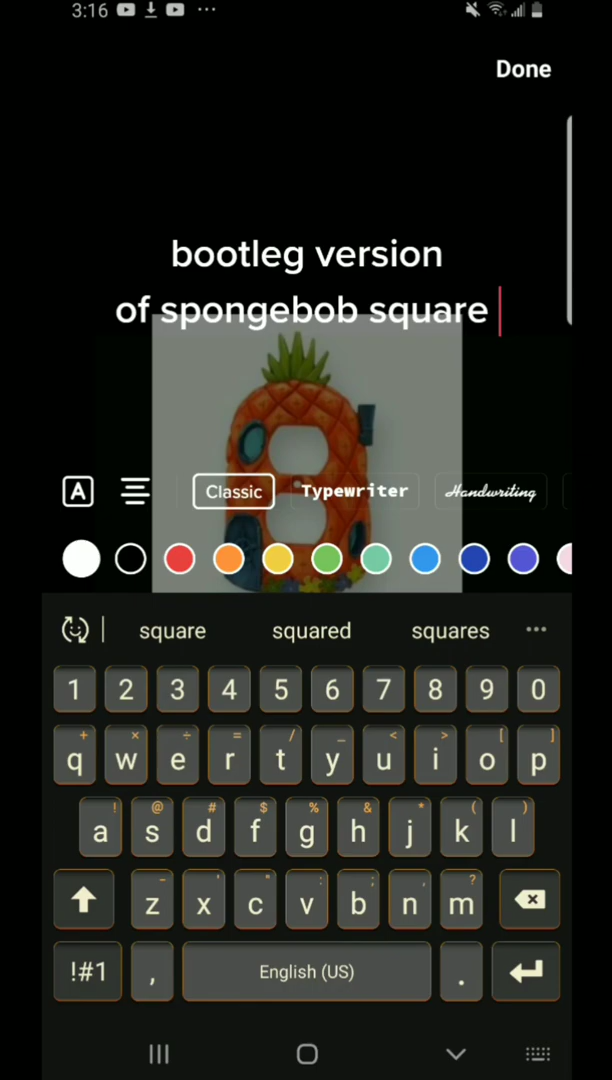 3:16
Done
bootleg version
of spongebob square
A
Classic Typewriter Handwriting
square squared squares
1 2 3 4 5 6 7 8 9 0
+ × ÷ = / _ < > [ ]
q w e r t y u i o p
! @ # $ % & * ( )
a s d f g h j k l
- ' " : ; , ?
z x c v b n m
!#1 , English (US) .